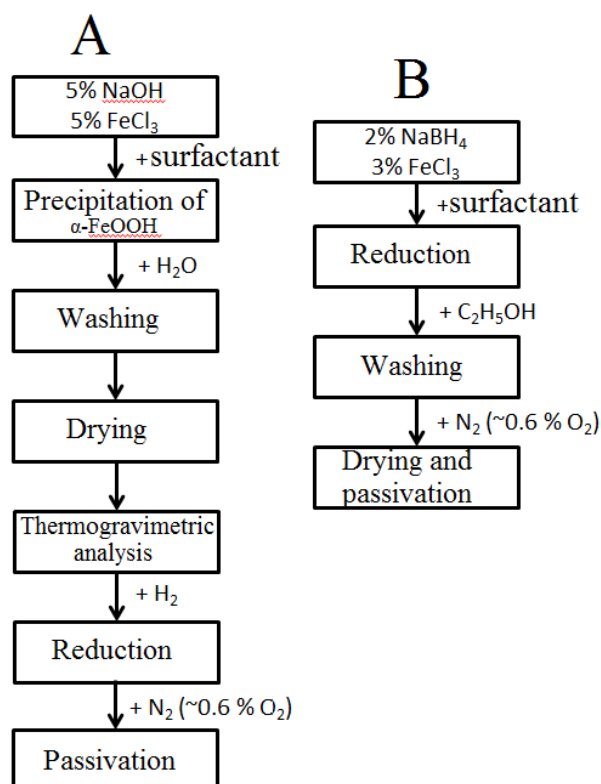 A
5% NaOH
5% FeCl₃
+surfactant
Precipitation of
α-FeOOH
+ H₂O
Washing
Drying
Thermogravimetric
analysis
+ H₂
Reduction
+ N₂ (~0.6 % O₂)
Passivation
B
2% NaBH₄
3% FeCl₃
+surfactant
Reduction
+ C₂H₅OH
Washing
+ N₂ (~0.6 % O₂)
Drying and
passivation